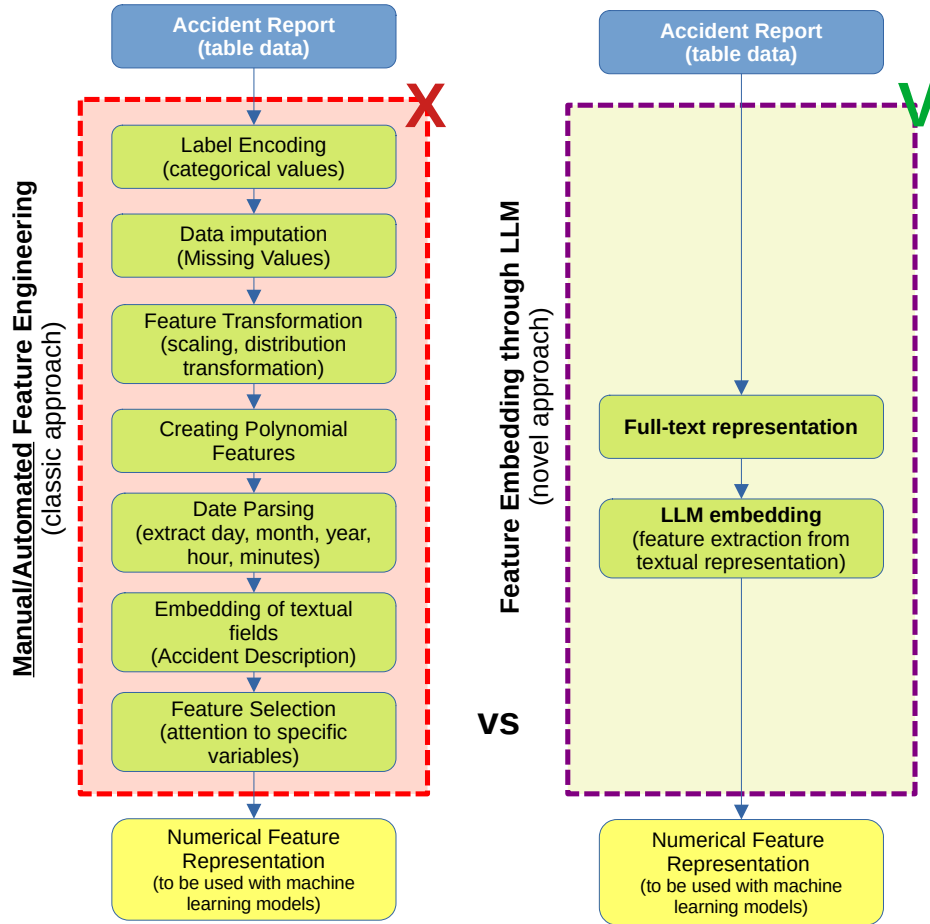 Accident Report
(table data)
X
Manual/Automated Feature Engineering
(classic approach)
Label Encoding
(categorical values)
Data imputation
(Missing Values)
Feature Transformation
(scaling, distribution
transformation)
Creating Polynomial
Features
Date Parsing
(extract day, month, year,
hour, minutes)
Embedding of textual
fields
(Accident Description)
Feature Selection
(attention to specific
variables)
Numerical Feature
Representation
(to be used with machine
learning models)
vs
Accident Report
(table data)
V
Feature Embedding through LLM
(novel approach)
Full-text representation
LLM embedding
(feature extraction from
textual representation)
Numerical Feature
Representation
(to be used with machine
learning models)